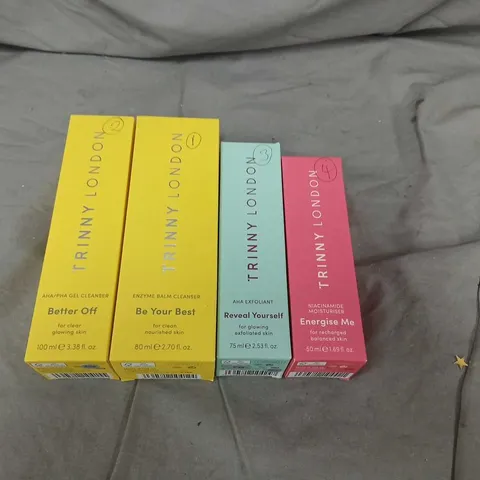 2
TRINNY LONDON
AHA/PHA GEL CLEANSER
Better Off
for clear
glowing skin
100 ml ℮ 3.38 fl. oz.
1
TRINNY LONDON
ENZYME BALM CLEANSER
Be Your Best
for clean
nourished skin
80 ml ℮ 2.70 fl. oz.
3
TRINNY LONDON
AHA EXFOLIANT
Reveal Yourself
for glowing
exfoliated skin
75 ml ℮ 2.53 fl. oz.
4
TRINNY LONDON
NIACINAMIDE
MOISTURISER
Energise Me
for recharged
balanced skin
50 ml ℮ 1.69 fl. oz.